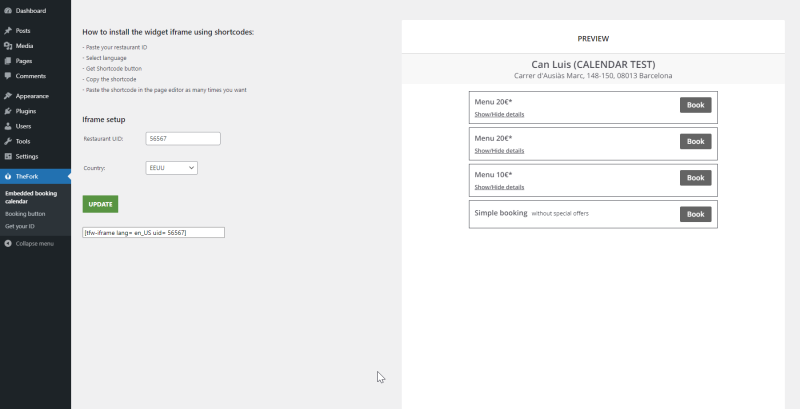 Dashboard
Posts
Media
Pages
Comments
Appearance
Plugins
Users
Tools
Settings
TheFork
Embedded booking
calendar
Booking button
Get your ID
Collapse menu
How to install the widget iframe using shortcodes:
- Paste your restaurant ID
- Select language
- Get Shortcode button
- Copy the shortcode
- Paste the shortcode in the page editor as many times you want
Iframe setup
Restaurant UID:
56567
Country:
EEUU
UPDATE
[tfw-iframe lang= en_US uid= 56567]
PREVIEW
Can Luis (CALENDAR TEST)
Carrer d'Ausiàs Marc, 148-150, 08013 Barcelona
Menu 20€*
Show/Hide details
Book
Menu 20€*
Show/Hide details
Book
Menu 10€*
Show/Hide details
Book
Simple booking without special offers
Book